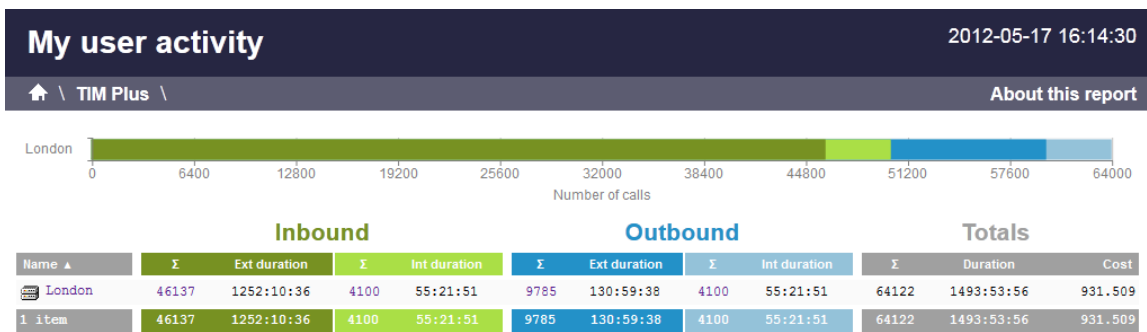 My user activity 2012-05-17 16:14:30
\ TIM Plus \ About this report
London
0 6400 12800 19200 25600 32000 38400 44800 51200 57600 64000
Number of calls
Inbound Outbound Totals
Name ▲ Σ Ext duration Σ Int duration Σ Ext duration Σ Int duration Σ Duration Cost
London 46137 1252:10:36 4100 55:21:51 9785 130:59:38 4100 55:21:51 64122 1493:53:56 931.509
1 item 46137 1252:10:36 4100 55:21:51 9785 130:59:38 4100 55:21:51 64122 1493:53:56 931.509